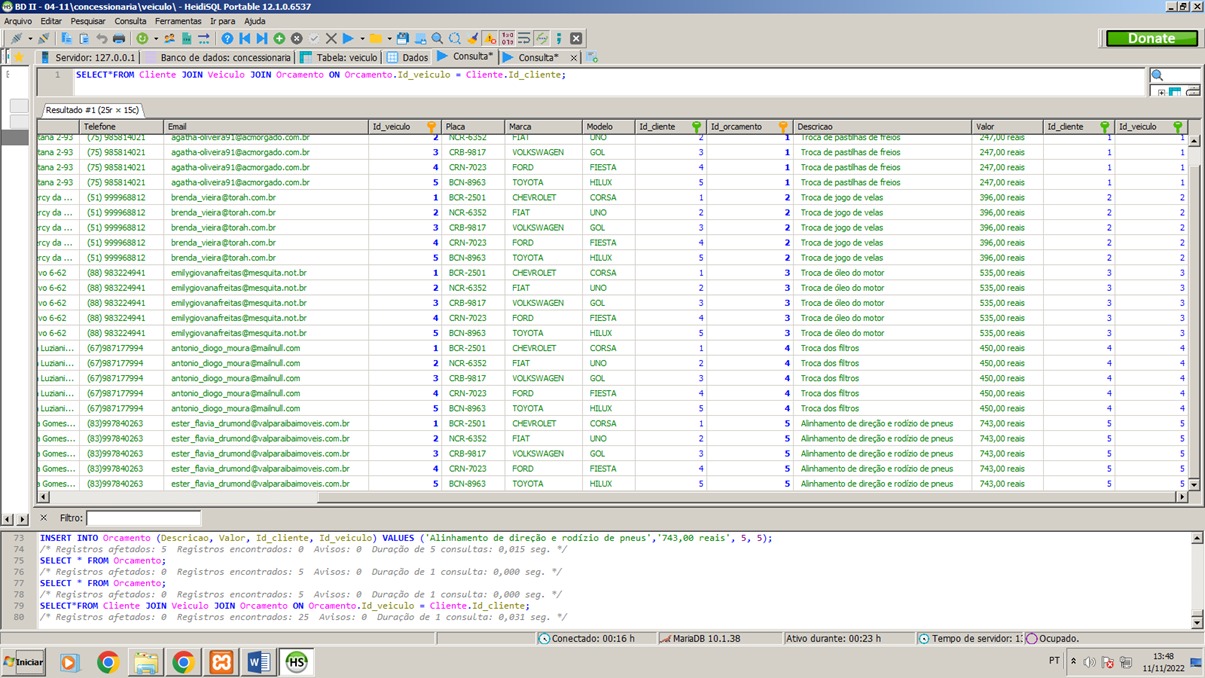 BD II - 04-11\concessionaria\veiculo\ - HeidiSQL Portable 12.1.0.6537
Arquivo Editar Pesquisar Consulta Ferramentas Ir para Ajuda
Donate
Servidor: 127.0.0.1 Banco de dados: concessionaria Tabela: veiculo Dados Consulta* Consulta*
1 SELECT*FROM Cliente JOIN Veiculo JOIN Orcamento ON Orcamento.Id_veiculo = Cliente.Id_cliente;
Resultado #1 (25r × 15c)
Telefone Email Id_veiculo Placa Marca Modelo Id_cliente Id_orcamento Descricao Valor Id_cliente Id_veiculo
tana 2-93 (75) 985814021 agatha-oliveira91@acmorgado.com.br 2 NCR-6352 FIAT UNO 2 1 Troca de pastilhas de freios 247,00 reais 1 1
tana 2-93 (75) 985814021 agatha-oliveira91@acmorgado.com.br 3 CRB-9817 VOLKSWAGEN GOL 3 1 Troca de pastilhas de freios 247,00 reais 1 1
tana 2-93 (75) 985814021 agatha-oliveira91@acmorgado.com.br 4 CRN-7023 FORD FIESTA 4 1 Troca de pastilhas de freios 247,00 reais 1 1
tana 2-93 (75) 985814021 agatha-oliveira91@acmorgado.com.br 5 BCN-8963 TOYOTA HILUX 5 1 Troca de pastilhas de freios 247,00 reais 1 1
ercy da ... (51) 999968812 brenda_vieira@torah.com.br 1 BCR-2501 CHEVROLET CORSA 1 2 Troca de jogo de velas 396,00 reais 2 2
ercy da ... (51) 999968812 brenda_vieira@torah.com.br 2 NCR-6352 FIAT UNO 2 2 Troca de jogo de velas 396,00 reais 2 2
ercy da ... (51) 999968812 brenda_vieira@torah.com.br 3 CRB-9817 VOLKSWAGEN GOL 3 2 Troca de jogo de velas 396,00 reais 2 2
ercy da ... (51) 999968812 brenda_vieira@torah.com.br 4 CRN-7023 FORD FIESTA 4 2 Troca de jogo de velas 396,00 reais 2 2
ercy da ... (51) 999968812 brenda_vieira@torah.com.br 5 BCN-8963 TOYOTA HILUX 5 2 Troca de jogo de velas 396,00 reais 2 2
vo 6-62 (88) 983224941 emilygiovanafreitas@mesquita.not.br 1 BCR-2501 CHEVROLET CORSA 1 3 Troca de óleo do motor 535,00 reais 3 3
vo 6-62 (88) 983224941 emilygiovanafreitas@mesquita.not.br 2 NCR-6352 FIAT UNO 2 3 Troca de óleo do motor 535,00 reais 3 3
vo 6-62 (88) 983224941 emilygiovanafreitas@mesquita.not.br 3 CRB-9817 VOLKSWAGEN GOL 3 3 Troca de óleo do motor 535,00 reais 3 3
vo 6-62 (88) 983224941 emilygiovanafreitas@mesquita.not.br 4 CRN-7023 FORD FIESTA 4 3 Troca de óleo do motor 535,00 reais 3 3
vo 6-62 (88) 983224941 emilygiovanafreitas@mesquita.not.br 5 BCN-8963 TOYOTA HILUX 5 3 Troca de óleo do motor 535,00 reais 3 3
a Luziani... (67)987177994 antonio_diogo_moura@mailnull.com 1 BCR-2501 CHEVROLET CORSA 1 4 Troca dos filtros 450,00 reais 4 4
a Luziani... (67)987177994 antonio_diogo_moura@mailnull.com 2 NCR-6352 FIAT UNO 2 4 Troca dos filtros 450,00 reais 4 4
a Luziani... (67)987177994 antonio_diogo_moura@mailnull.com 3 CRB-9817 VOLKSWAGEN GOL 3 4 Troca dos filtros 450,00 reais 4 4
a Luziani... (67)987177994 antonio_diogo_moura@mailnull.com 4 CRN-7023 FORD FIESTA 4 4 Troca dos filtros 450,00 reais 4 4
a Luziani... (67)987177994 antonio_diogo_moura@mailnull.com 5 BCN-8963 TOYOTA HILUX 5 4 Troca dos filtros 450,00 reais 4 4
a Gomes... (83)997840263 ester_flavia_drumond@valparaibaimoveis.com.br 1 BCR-2501 CHEVROLET CORSA 1 5 Alinhamento de direção e rodízio de pneus 743,00 reais 5 5
a Gomes... (83)997840263 ester_flavia_drumond@valparaibaimoveis.com.br 2 NCR-6352 FIAT UNO 2 5 Alinhamento de direção e rodízio de pneus 743,00 reais 5 5
a Gomes... (83)997840263 ester_flavia_drumond@valparaibaimoveis.com.br 3 CRB-9817 VOLKSWAGEN GOL 3 5 Alinhamento de direção e rodízio de pneus 743,00 reais 5 5
a Gomes... (83)997840263 ester_flavia_drumond@valparaibaimoveis.com.br 4 CRN-7023 FORD FIESTA 4 5 Alinhamento de direção e rodízio de pneus 743,00 reais 5 5
a Gomes... (83)997840263 ester_flavia_drumond@valparaibaimoveis.com.br 5 BCN-8963 TOYOTA HILUX 5 5 Alinhamento de direção e rodízio de pneus 743,00 reais 5 5
Filtro:
73 INSERT INTO Orcamento (Descricao, Valor, Id_cliente, Id_veiculo) VALUES ('Alinhamento de direção e rodízio de pneus','743,00 reais', 5, 5);
74 /* Registros afetados: 5 Registros encontrados: 0 Avisos: 0 Duração de 5 consultas: 0,015 seg. */
75 SELECT * FROM Orcamento;
76 /* Registros afetados: 0 Registros encontrados: 5 Avisos: 0 Duração de 1 consulta: 0,000 seg. */
77 SELECT * FROM Orcamento;
78 /* Registros afetados: 0 Registros encontrados: 5 Avisos: 0 Duração de 1 consulta: 0,000 seg. */
79 SELECT*FROM Cliente JOIN Veiculo JOIN Orcamento ON Orcamento.Id_veiculo = Cliente.Id_cliente;
80 /* Registros afetados: 0 Registros encontrados: 25 Avisos: 0 Duração de 1 consulta: 0,031 seg. */
Conectado: 00:16 h MariaDB 10.1.38 Ativo durante: 00:23 h Tempo de servidor: 13 Ocupado.
Iniciar HS PT 13:48
11/11/2022